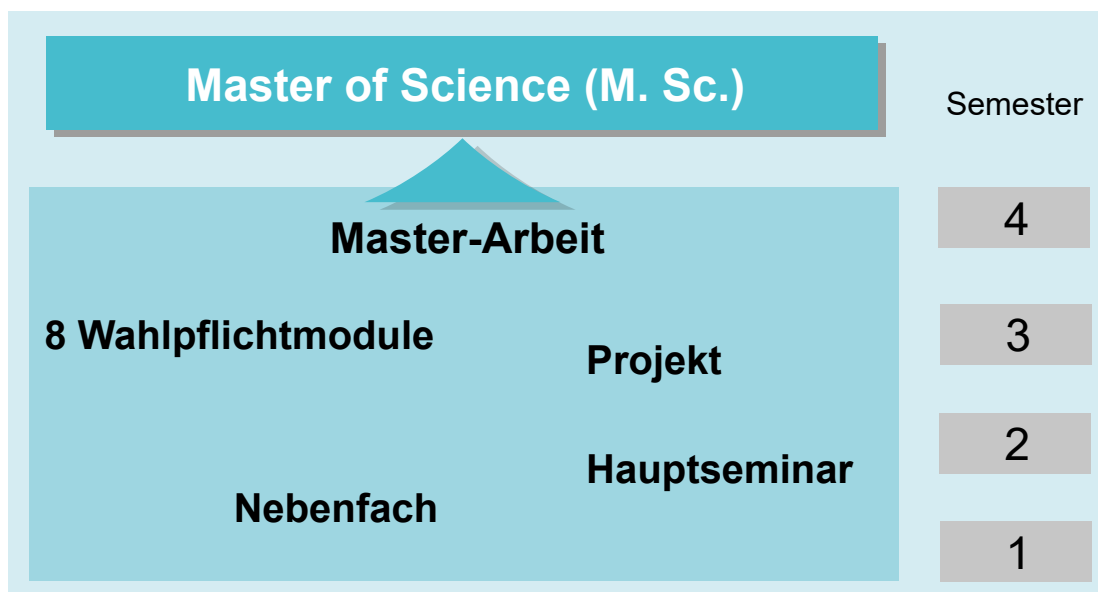 Master of Science (M. Sc.)
Semester
4
Master-Arbeit
3
8 Wahlpflichtmodule
Projekt
2
Hauptseminar
Nebenfach
1